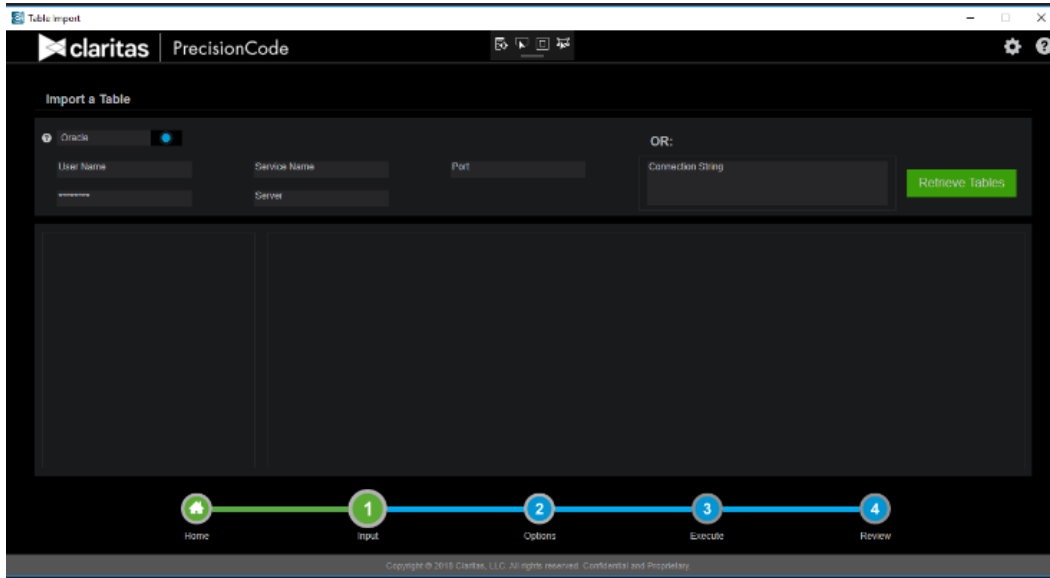 Table Import
claritas PrecisionCode
Import a Table
Oracle
OR:
User Name Service Name Port Connection String
Retrieve Tables
******** Server
1 2 3 4
Home Input Options Execute Review
Copyright © 2018 Claritas, LLC. All rights reserved. Confidential and Proprietary.